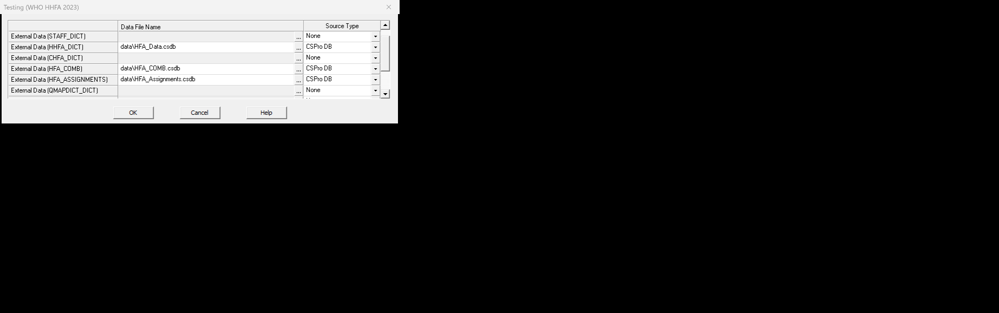 Testing (WHO HHFA 2023)
Data File Name Source Type
External Data (STAFF_DICT) ... None
External Data (HHFA_DICT) data\HFA_Data.csdb ... CSPro DB
External Data (CHFA_DICT) ... None
External Data (HFA_COMB) data\HFA_COMB.csdb ... CSPro DB
External Data (HFA_ASSIGNMENTS) data\HFA_Assignments.csdb ... CSPro DB
External Data (QMAPDICT_DICT) ... None
OK Cancel Help